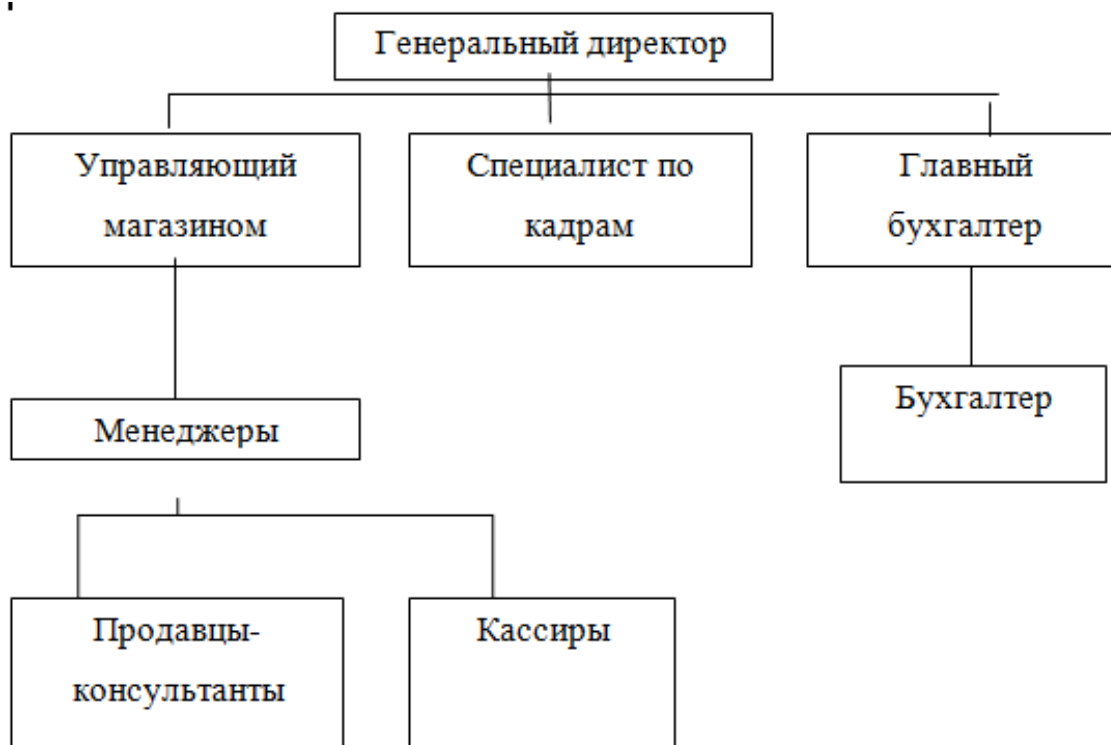 Генеральный директор
Управляющий
магазином
Специалист по
кадрам
Главный
бухгалтер
Менеджеры
Бухгалтер
Продавцы-
консультанты
Кассиры